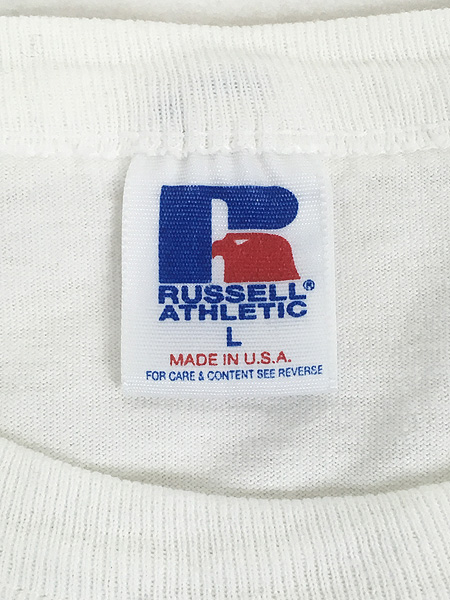 RUSSELL®
ATHLETIC
L
MADE IN U.S.A.
FOR CARE & CONTENT SEE REVERSE